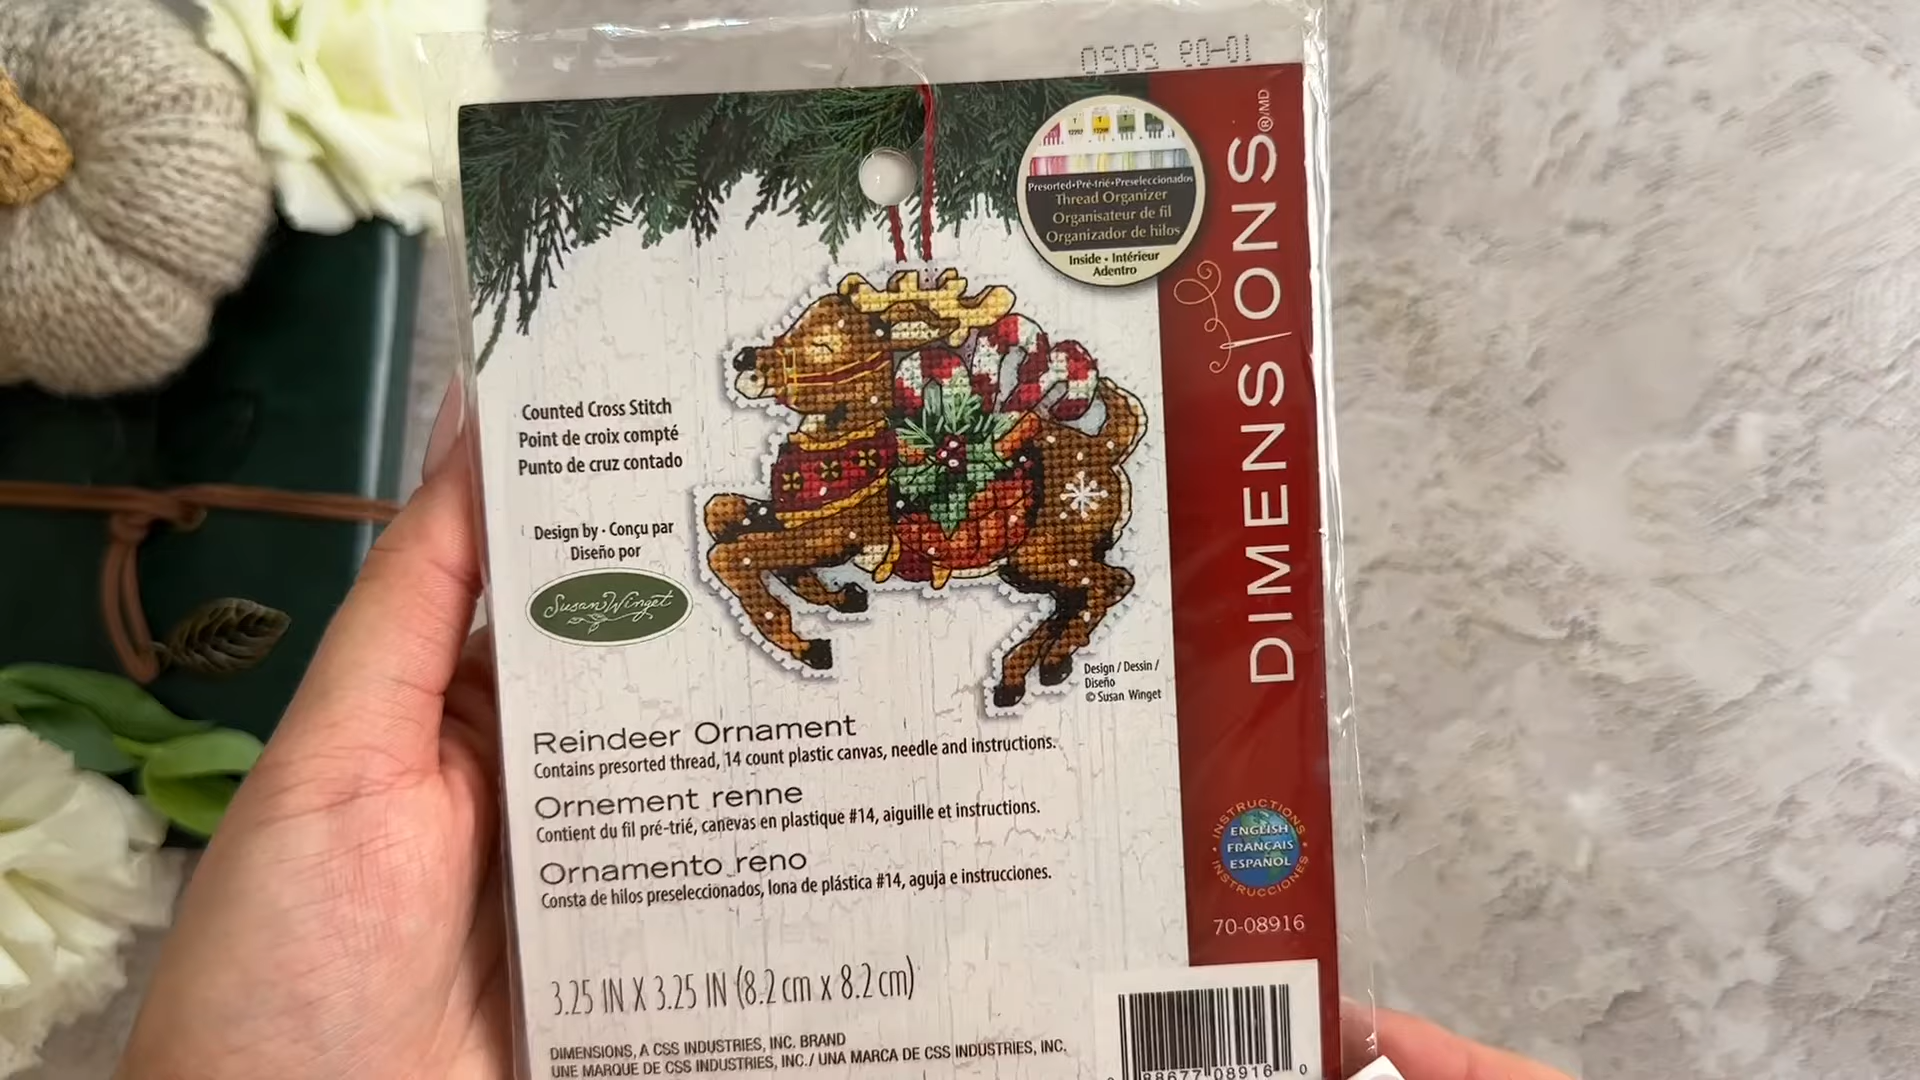 Presorted•Pré-trié•Preseleccionados
Thread Organizer
Organisateur de fil
Organizador de hilos
Inside • Intérieur
Adentro
DIMENSIONS®/MD
Counted Cross Stitch
Point de croix compté
Punto de cruz contado
Design by · Conçu par
Diseño por
Susan Winget
Design / Dessin /
Diseño
© Susan Winget
Reindeer Ornament
Contains presorted thread, 14 count plastic canvas, needle and instructions.
Ornement renne
Contient du fil pré-trié, canevas en plastique #14, aiguille et instructions.
Ornamento reno
Consta de hilos preseleccionados, lona de plástica #14, aguja e instrucciones.
INSTRUCTIONS
ENGLISH
FRANÇAIS
ESPAÑOL
INSTRUCCIONES
70-08916
3.25 IN X 3.25 IN (8.2 cm x 8.2 cm)
DIMENSIONS, A CSS INDUSTRIES, INC. BRAND
UNE MARQUE DE CSS INDUSTRIES, INC./ UNA MARCA DE CSS INDUSTRIES, INC.
0 88677 08916 0